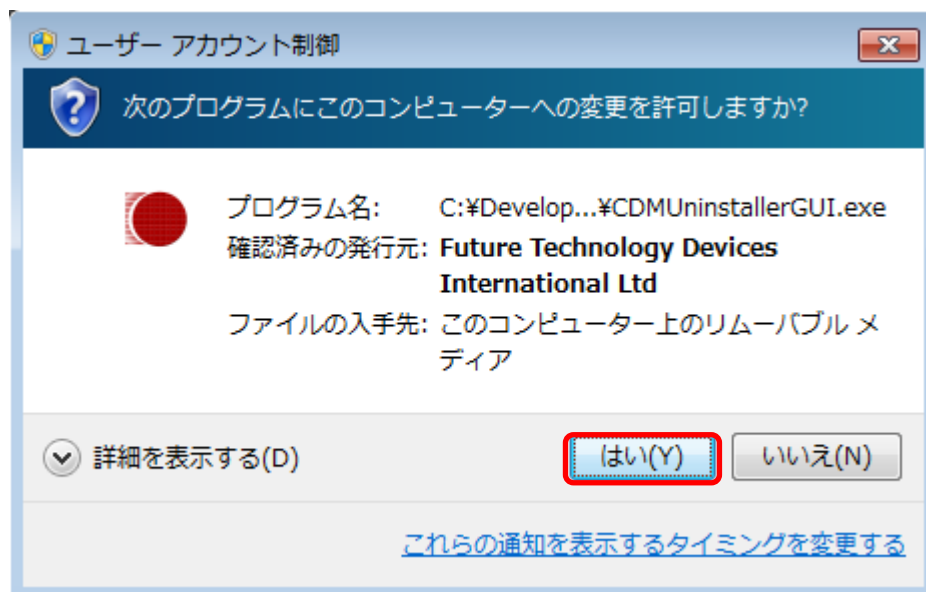 ユーザー アカウント制御
次のプログラムにこのコンピューターへの変更を許可しますか?
プログラム名: C:¥Develop...¥CDMUninstallerGUI.exe
確認済みの発行元: Future Technology Devices
International Ltd
ファイルの入手先: このコンピューター上のリムーバブル メ
ディア
詳細を表示する(D)
はい(Y)
いいえ(N)
これらの通知を表示するタイミングを変更する